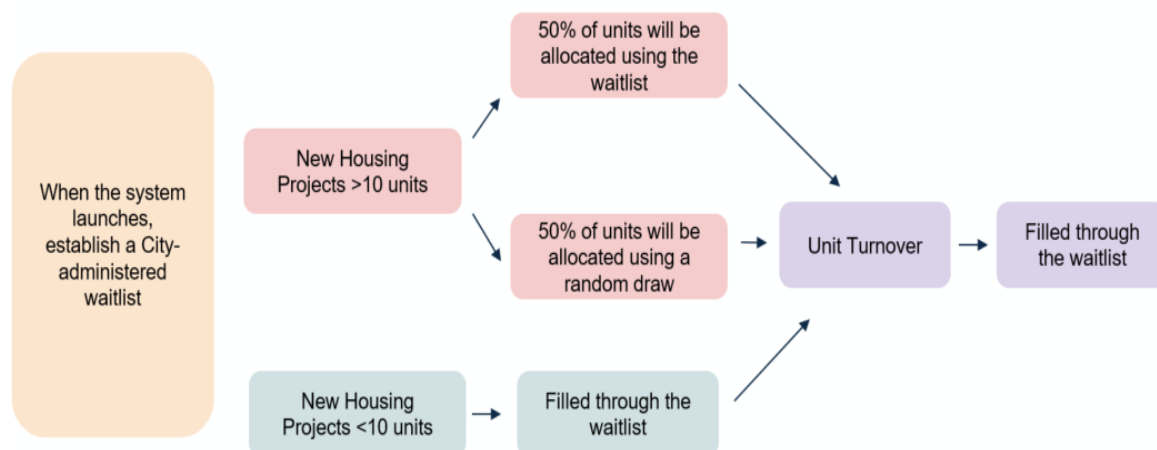 When the system
launches,
establish a City-
administered
waitlist
New Housing
Projects >10 units
50% of units will be
allocated using the
waitlist
50% of units will be
allocated using a
random draw
New Housing
Projects <10 units
Filled through the
waitlist
Unit Turnover
Filled through
the waitlist